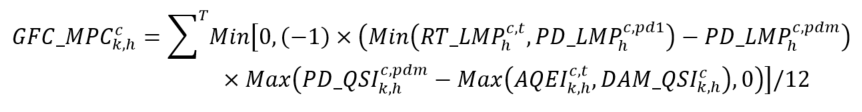 GFC_MPC^c_{k,h} = ∑^T Min[0, (−1) × (Min(RT_LMP^{c,t}_h, PD_LMP^{c,pd1}_h) − PD_LMP^{c,pdm}_h)
× Max(PD_QSI^{c,pdm}_{k,h} − Max(AQEI^{c,t}_{k,h}, DAM_QSI^c_{k,h}), 0)]/12